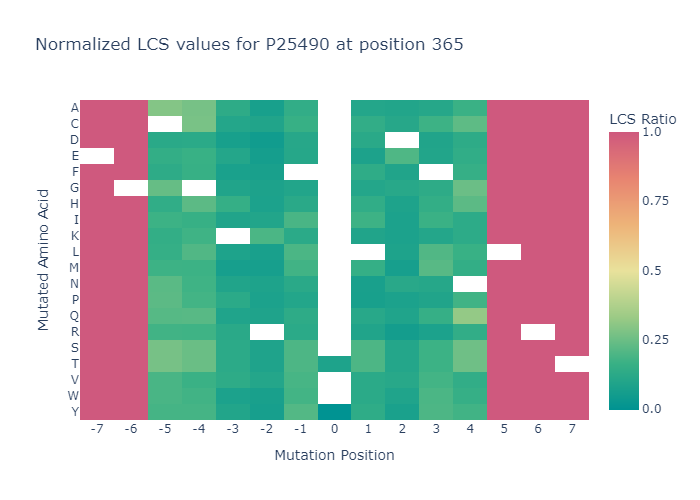 Normalized LCS values for P25490 at position 365
Mutated Amino Acid
A
C
D
E
F
G
H
I
K
L
M
N
P
Q
R
S
T
V
W
Y
-7 -6 -5 -4 -3 -2 -1 0 1 2 3 4 5 6 7
Mutation Position
LCS Ratio
1.0
0.75
0.5
0.25
0.0